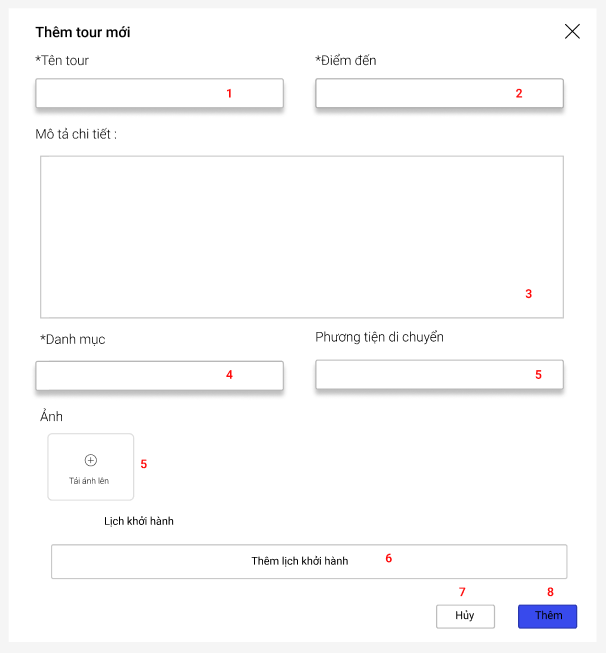 Thêm tour mới
*Tên tour
*Điểm đến
1
2
Mô tả chi tiết :
3
*Danh mục
Phương tiện di chuyển
4
5
Ảnh
Tải ảnh lên
5
Lịch khởi hành
Thêm lịch khởi hành
6
7
8
Hủy
Thêm